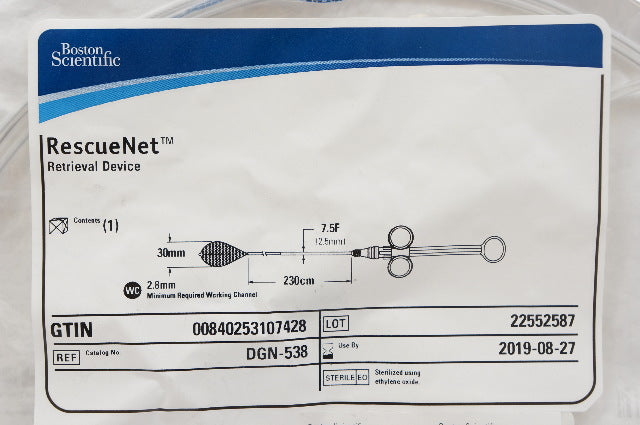 Boston
Scientific
RescueNet™
Retrieval Device
Contents (1)
7.5F
(2.5mm)
30mm
230cm
WC 2.8mm
Minimum Required Working Channel
GTIN 00840253107428
LOT 22552587
REF Catalog No. DGN-538
Use By 2019-08-27
STERILE EO Sterilized using
ethylene oxide.